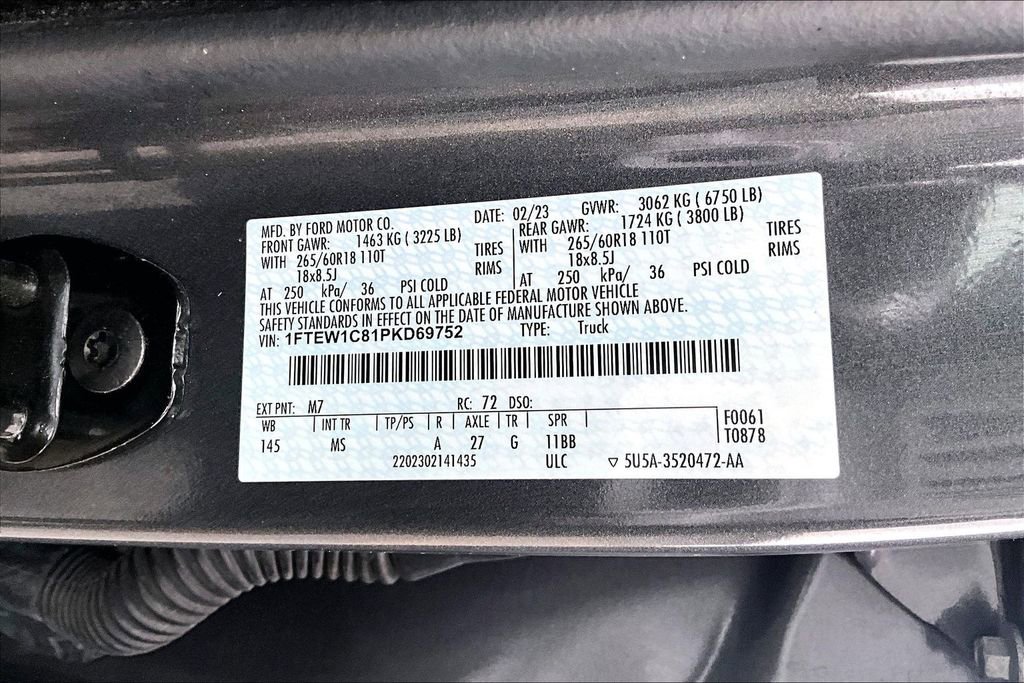 MFD. BY FORD MOTOR CO. DATE: 02/23 GVWR: 3062 KG ( 6750 LB)
FRONT GAWR: 1463 KG ( 3225 LB) REAR GAWR: 1724 KG ( 3800 LB)
WITH 265/60R18 110T TIRES WITH 265/60R18 110T TIRES
18x8.5J RIMS 18x8.5J RIMS
AT 250 kPa/ 36 PSI COLD AT 250 kPa/ 36 PSI COLD
THIS VEHICLE CONFORMS TO ALL APPLICABLE FEDERAL MOTOR VEHICLE
SAFETY STANDARDS IN EFFECT ON THE DATE OF MANUFACTURE SHOWN ABOVE.
VIN: 1FTEW1C81PKD69752 TYPE: Truck
EXT PNT: M7 RC: 72 DSO:
WB INT TR TP/PS R AXLE TR SPR F0061
145 MS A 27 G 11BB T0878
2202302141435 ULC ▽ 5U5A-3520472-AA